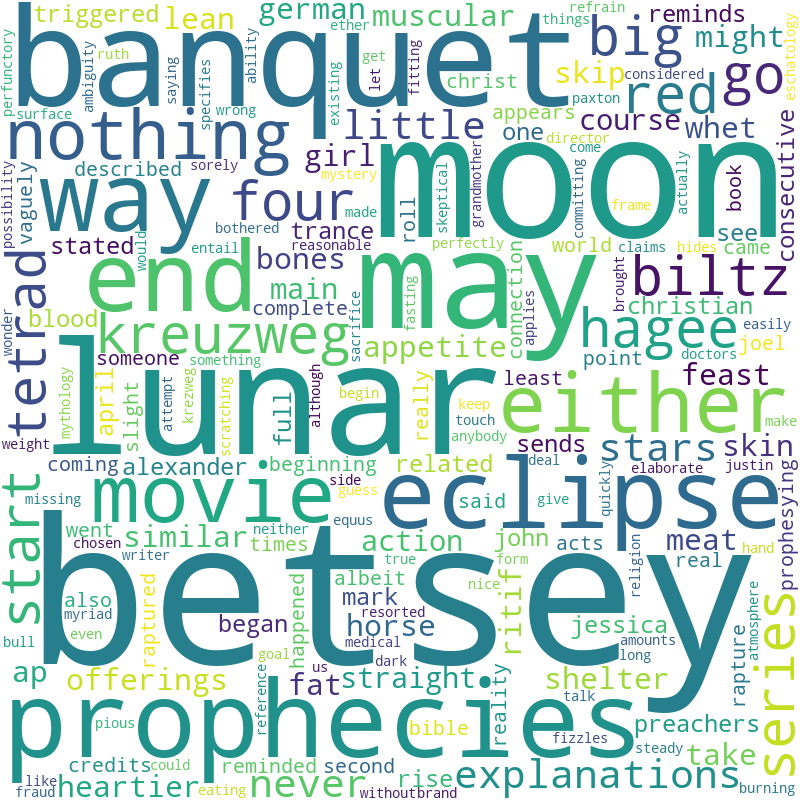 triggered
lean
german
ether
things
refrain
reminds
perfunctory
banquet
muscular
big
might
surface
ambiguity
saying
specifies
wrong
ability
existing
get
let
fitting
christ
skip
considered
go
eschatology
nothing
little
appears
paxton
red
course
whet
consecutive
possibility
vaguely
described
sorely
girl
one
director
come
committing
moon
way
four
mystery
trance
roll
skeptical
grandmother
actually
see
book
stated
bothered
made
reasonable
perfectly
frame
world
claims
hides
came
would
entail
bones
may
connection
applies
brought
biltz
tetrad
end
main
complete
sacrifice
fasting
christian
blood
kreuzweg
appetite
hagee
easily
wonder
april
slight
someone
something
lunar
point
doctors
joel
mythology
attempt
krezweg
scratching
full
although
begin
really
keep
least
either
feast
make
weight
touch
anybody
sends
stars
skin
coming
alexander
beginning
related
deal
quickly
elaborate
justin
prophesying
missing
movie
side
guess
eclipse
give
start
went
chosen
similar
neither
equus
said
action
john
acts
meat
hand
writer
times
true
form
religion
real
ruth
also
myriad
raptured
began
happened
albeit
resorted
mark
nice
ritif
jessica
rapture
atmosphere
series
bull
even
goal
medical
horse
betsey
amounts
long
ap
offerings
us
dark
fat
straight
reality
shelter
talk
prophecies
pious
reference
bible
fizzles
steady
preachers
credits
could
reminded
second
rise
explanations
take
like
fraud
heartier
eating
never
withoutbrand
burning